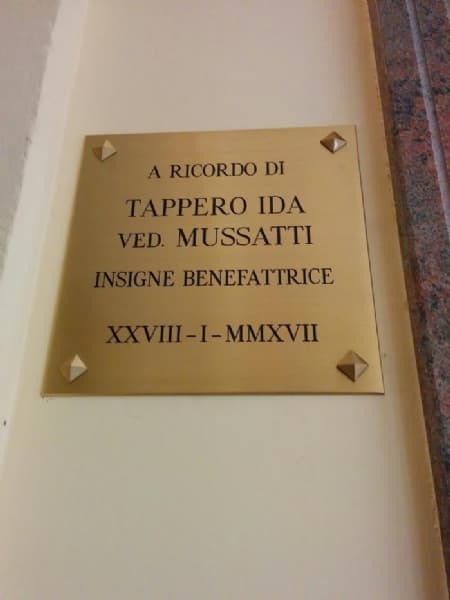 A RICORDO DI
TAPPERO IDA
VED. MUSSATTI
INSIGNE BENEFATTRICE
XXVIII-I-MMXVII